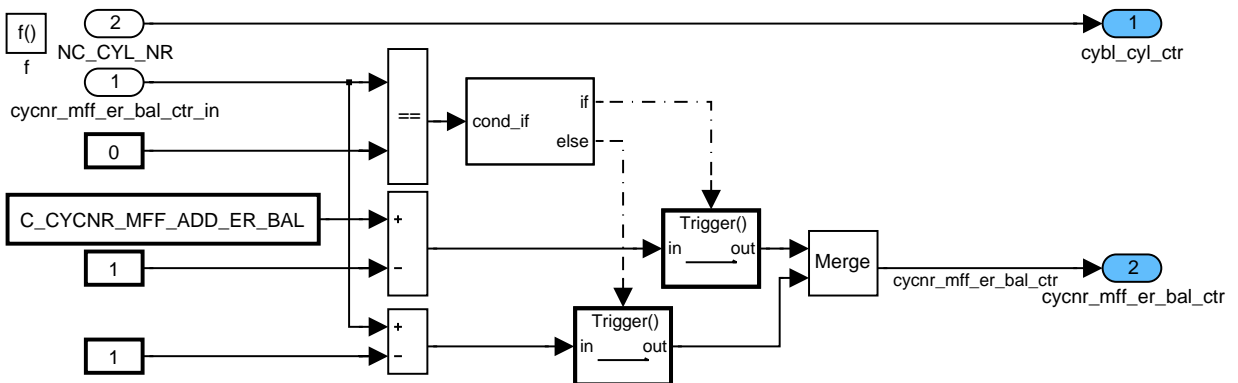 f()
f
2
NC_CYL_NR
1
cybl_cyl_ctr
1
cycnr_mff_er_bal_ctr_in
0
==
cond_if
if
else
C_CYCNR_MFF_ADD_ER_BAL
1
+
−
Trigger()
in
out
Merge
cycnr_mff_er_bal_ctr
2
cycnr_mff_er_bal_ctr
1
+
−
Trigger()
in
out